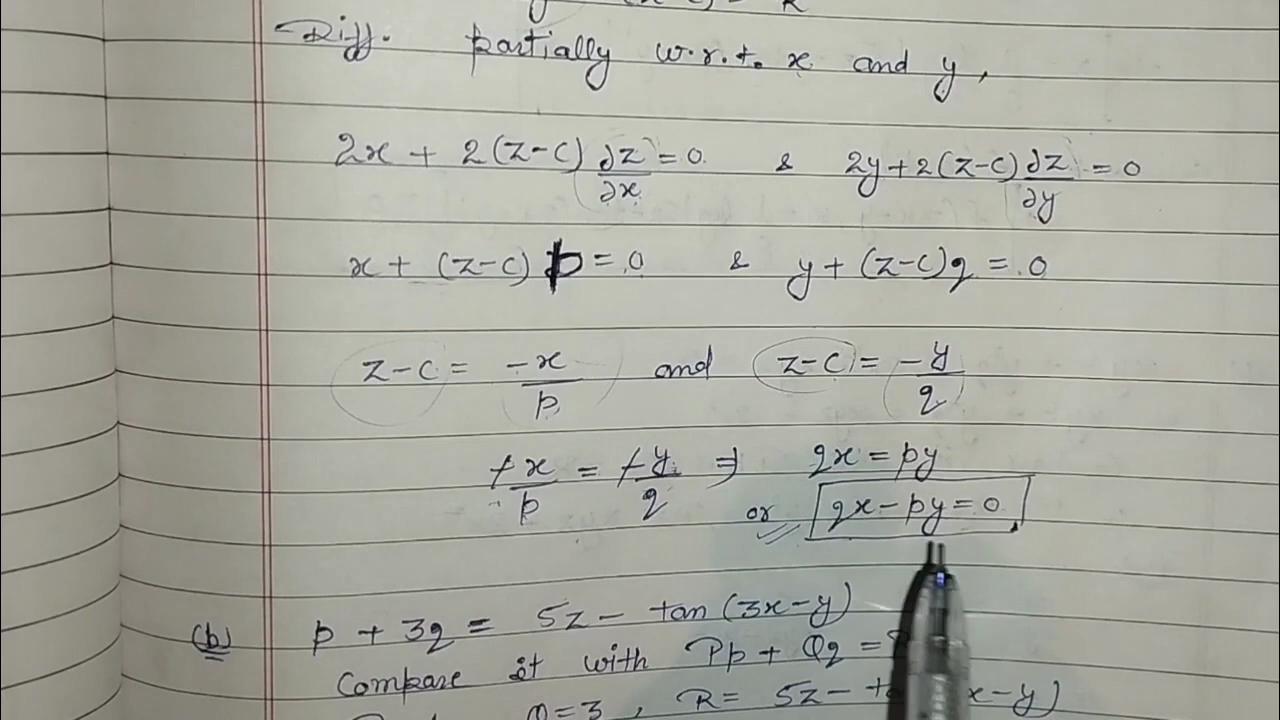 Diff. partially w.r.t. x and y,
2x + 2(z-c) ∂z/∂x = 0 & 2y+2(z-c) ∂z/∂y = 0
x + (z-c) p = 0 & y + (z-c)q = 0
z-c = -x/p and z-c = -y/q
+x/p = +y/q ⇒ qx = py
or qx - py = 0
(b) p + 3q = 5z - tan(3x-y)
Compare it with Pp + Qq =
Q=3, R= 5z- x-y)